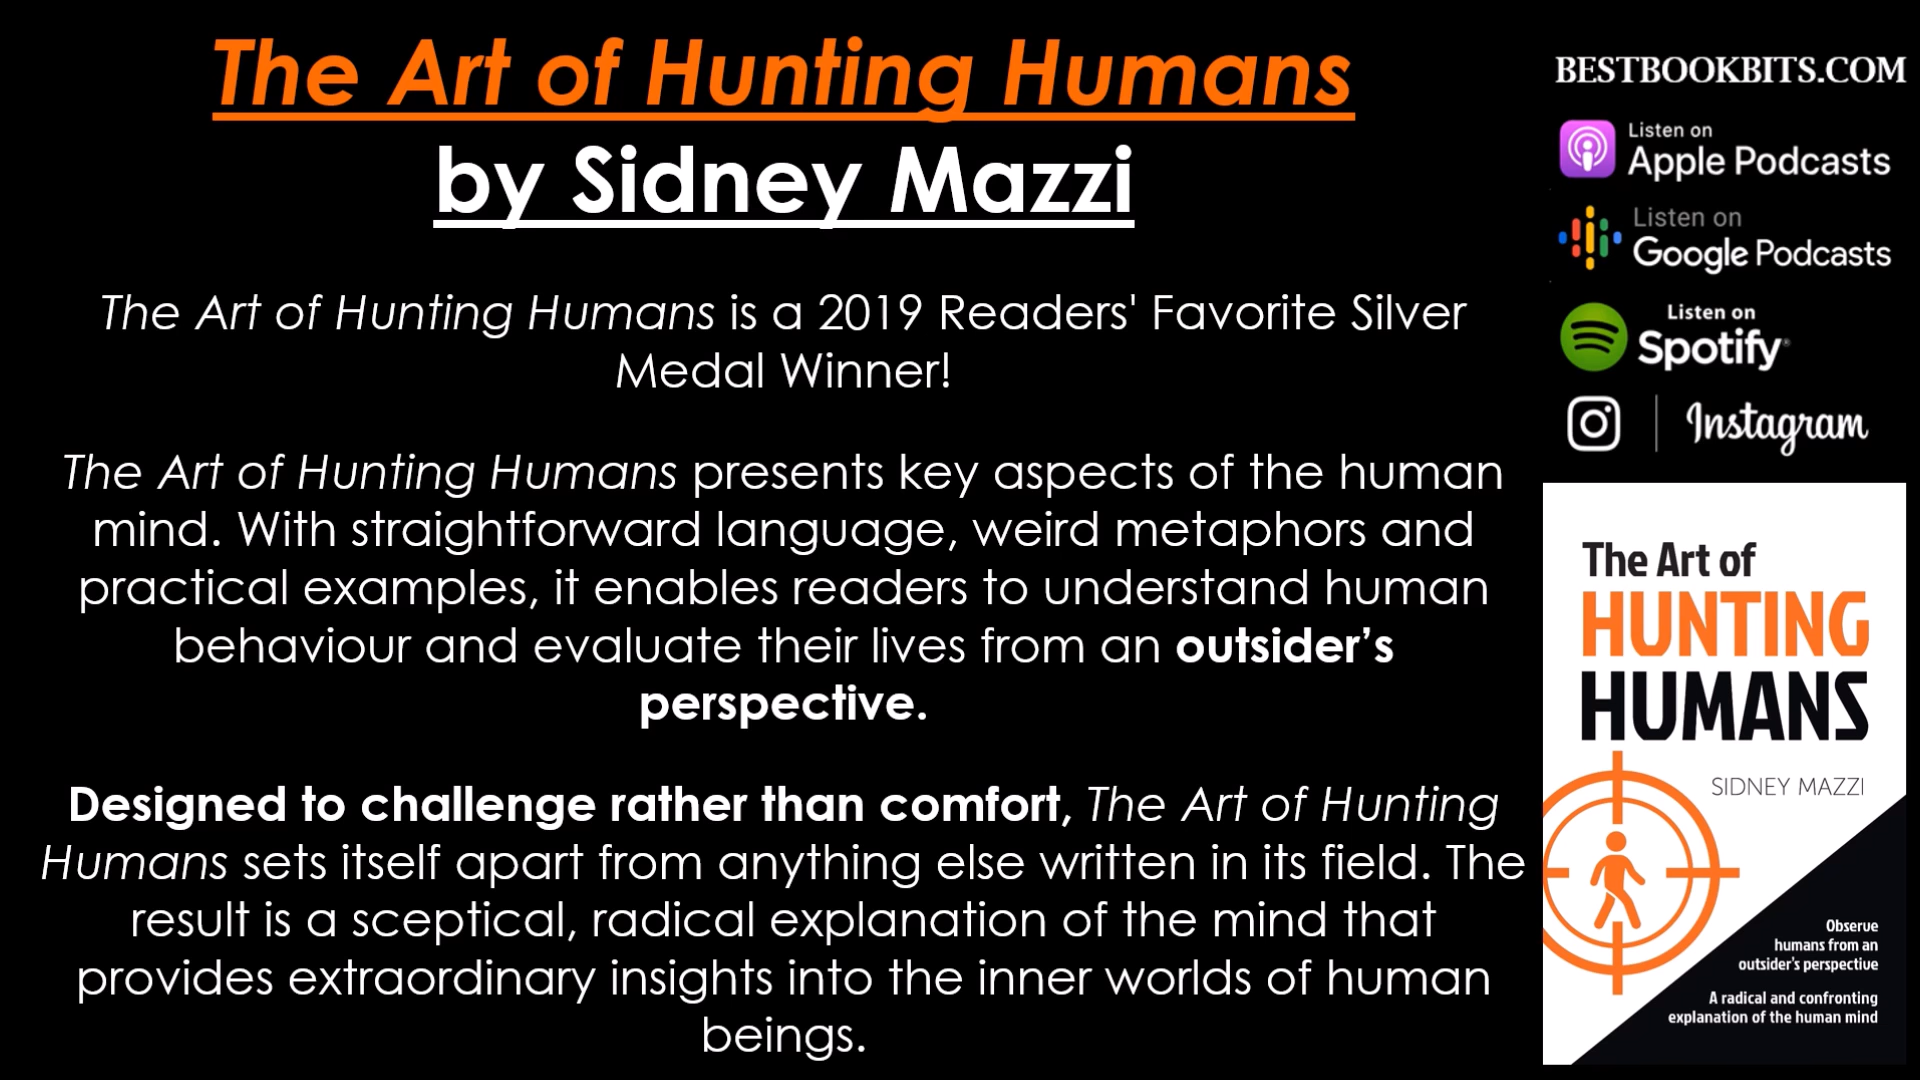 The Art of Hunting Humans
by Sidney Mazzi
The Art of Hunting Humans is a 2019 Readers' Favorite Silver
Medal Winner!
The Art of Hunting Humans presents key aspects of the human
mind. With straightforward language, weird metaphors and
practical examples, it enables readers to understand human
behaviour and evaluate their lives from an outsider’s
perspective.
Designed to challenge rather than comfort, The Art of Hunting
Humans sets itself apart from anything else written in its field. The
result is a sceptical, radical explanation of the mind that
provides extraordinary insights into the inner worlds of human
beings.
BESTBOOKBITS.COM
Listen on
Apple Podcasts
Listen on
Google Podcasts
Listen on
Spotify
Instagram
The Art of
HUNTING
HUMANS
SIDNEY MAZZI
Observe
humans from an
outsider's perspective
A radical and confronting
explanation of the human mind